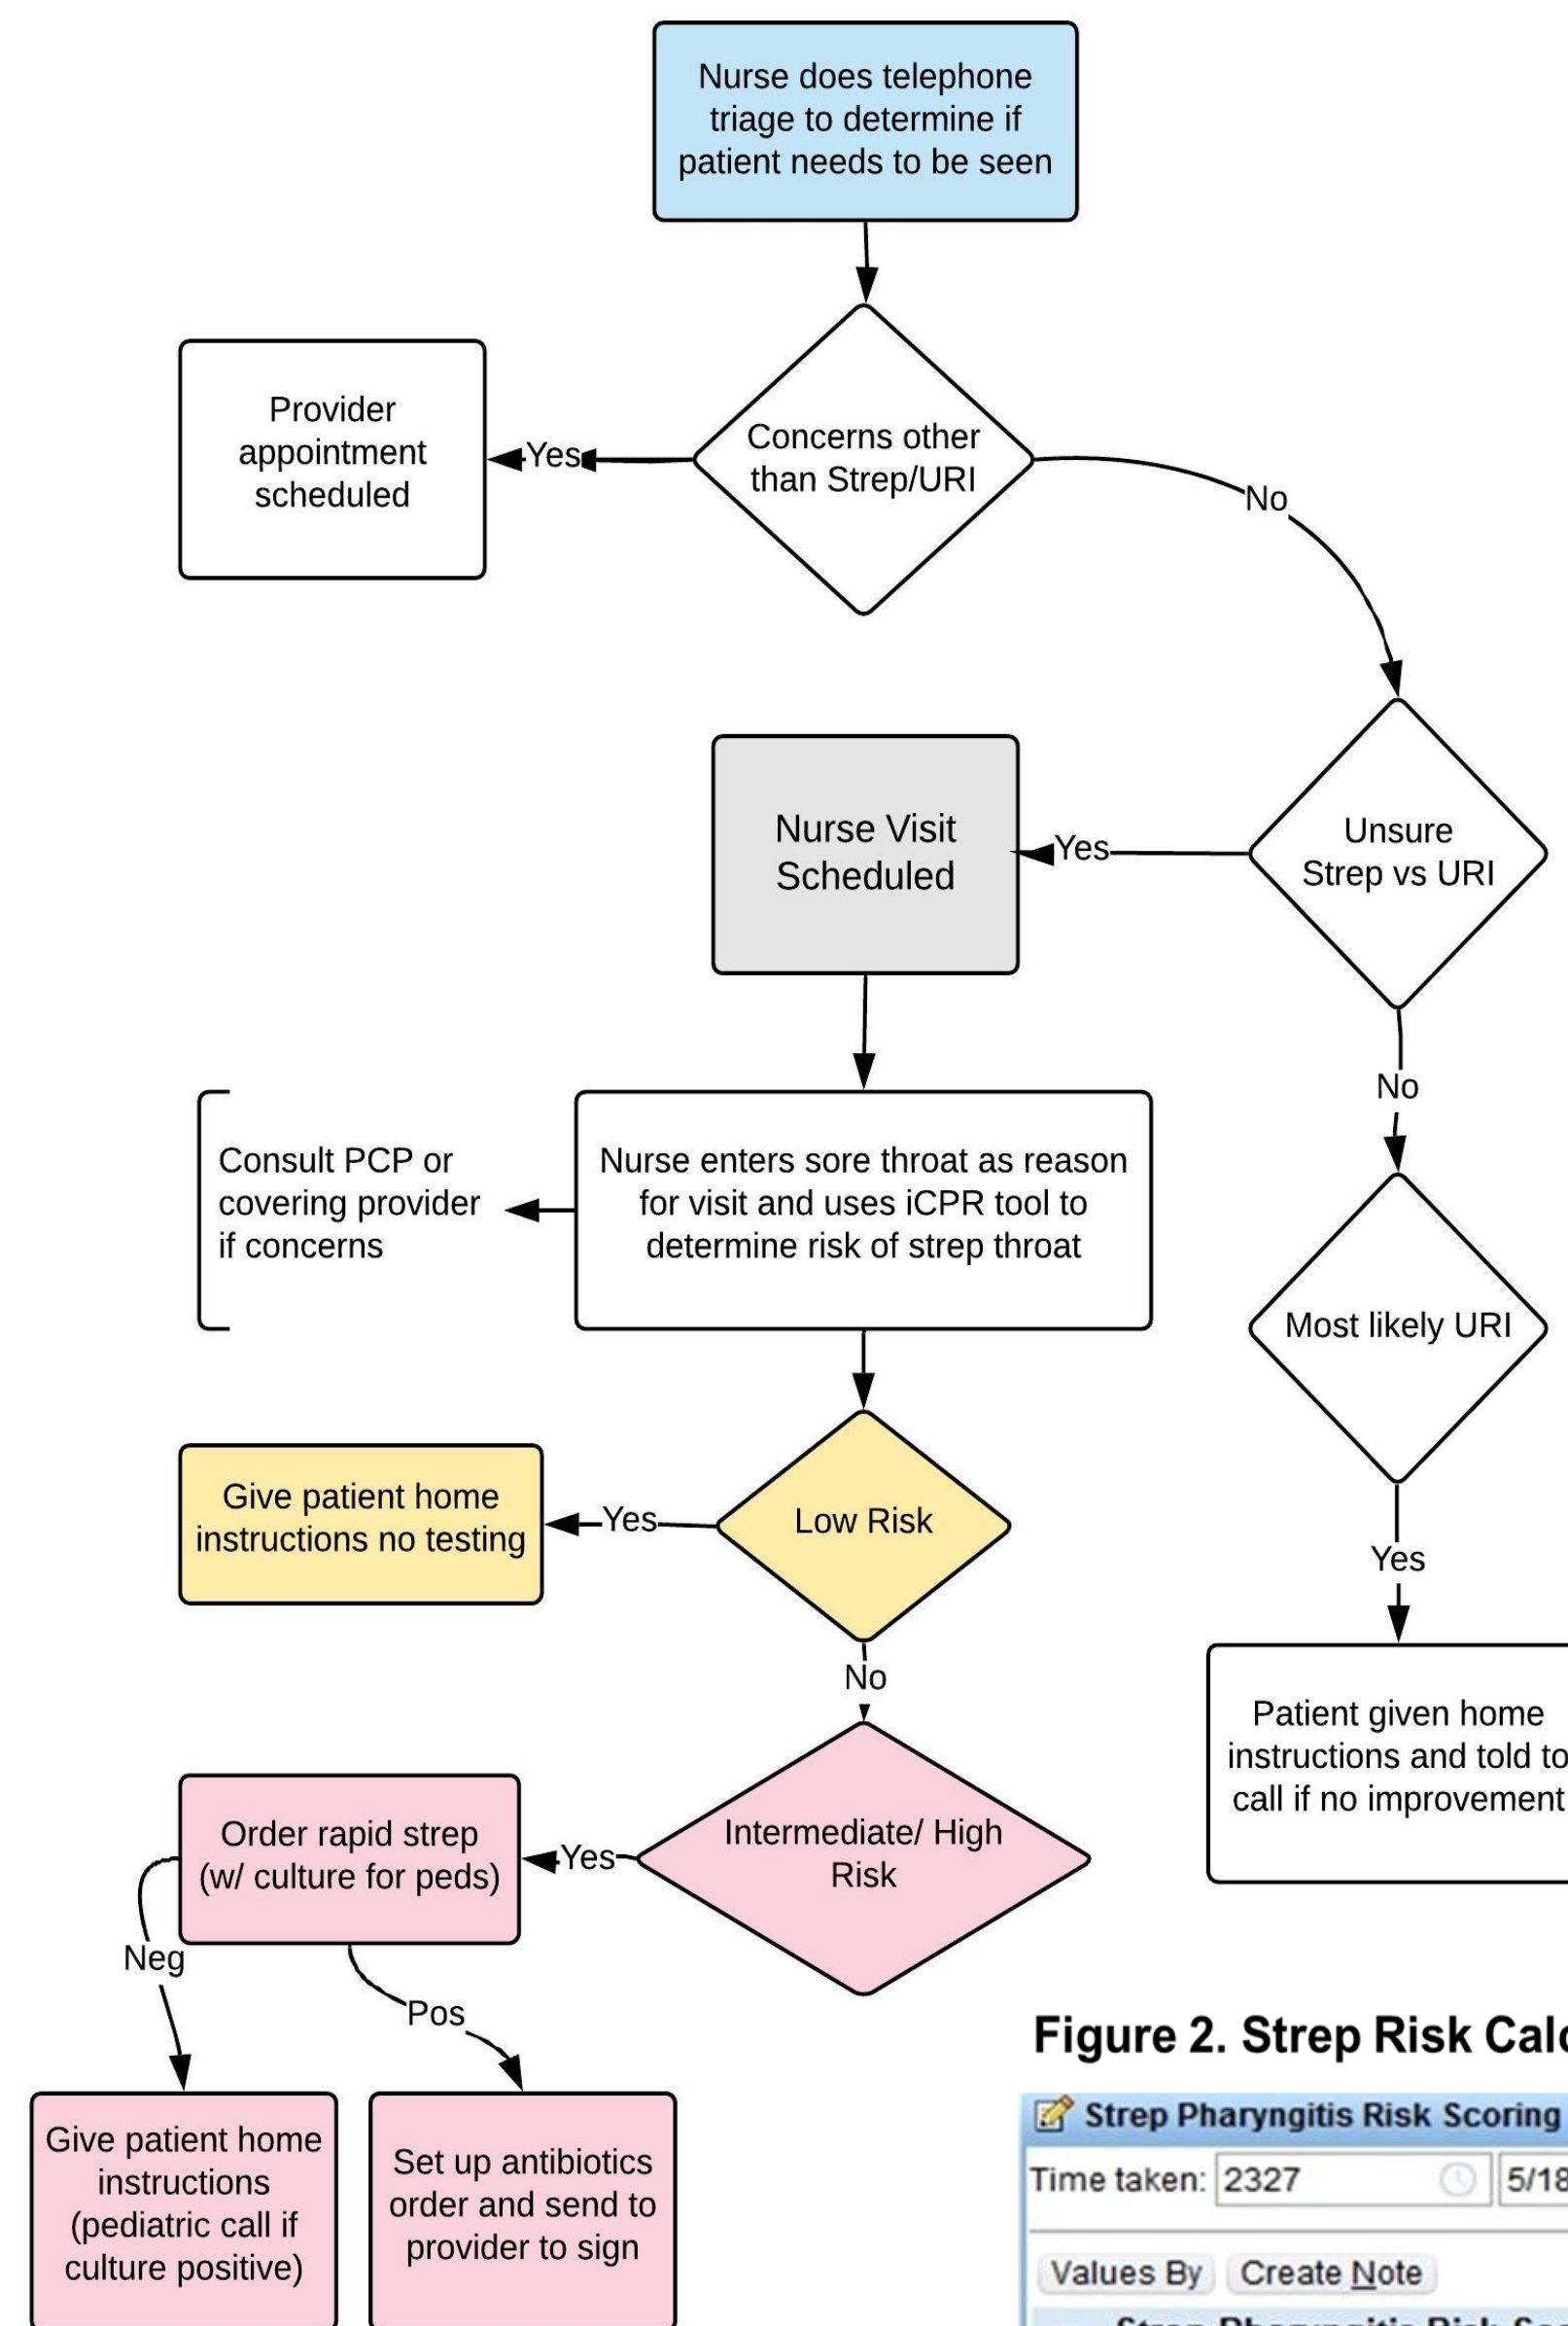 Nurse does telephone
triage to determine if
patient needs to be seen
Provider
appointment
scheduled
Yes
Concerns other
than Strep/URI
No
Nurse Visit
Scheduled
Yes
Unsure
Strep vs URI
No
Consult PCP or
covering provider
if concerns
Nurse enters sore throat as reason
for visit and uses iCPR tool to
determine risk of strep throat
Most likely URI
Give patient home
instructions no testing
Yes
Low Risk
Yes
No
Patient given home
instructions and told to
call if no improvement
Order rapid strep
(w/ culture for peds)
Yes
Intermediate/ High
Risk
Neg
Pos
Give patient home
instructions
(pediatric call if
culture positive)
Set up antibiotics
order and send to
provider to sign
Figure 2. Strep Risk Calc
Strep Pharyngitis Risk Scoring
Time taken: 2327 5/18
Values By Create Note
Strep Pharyngitis Risk